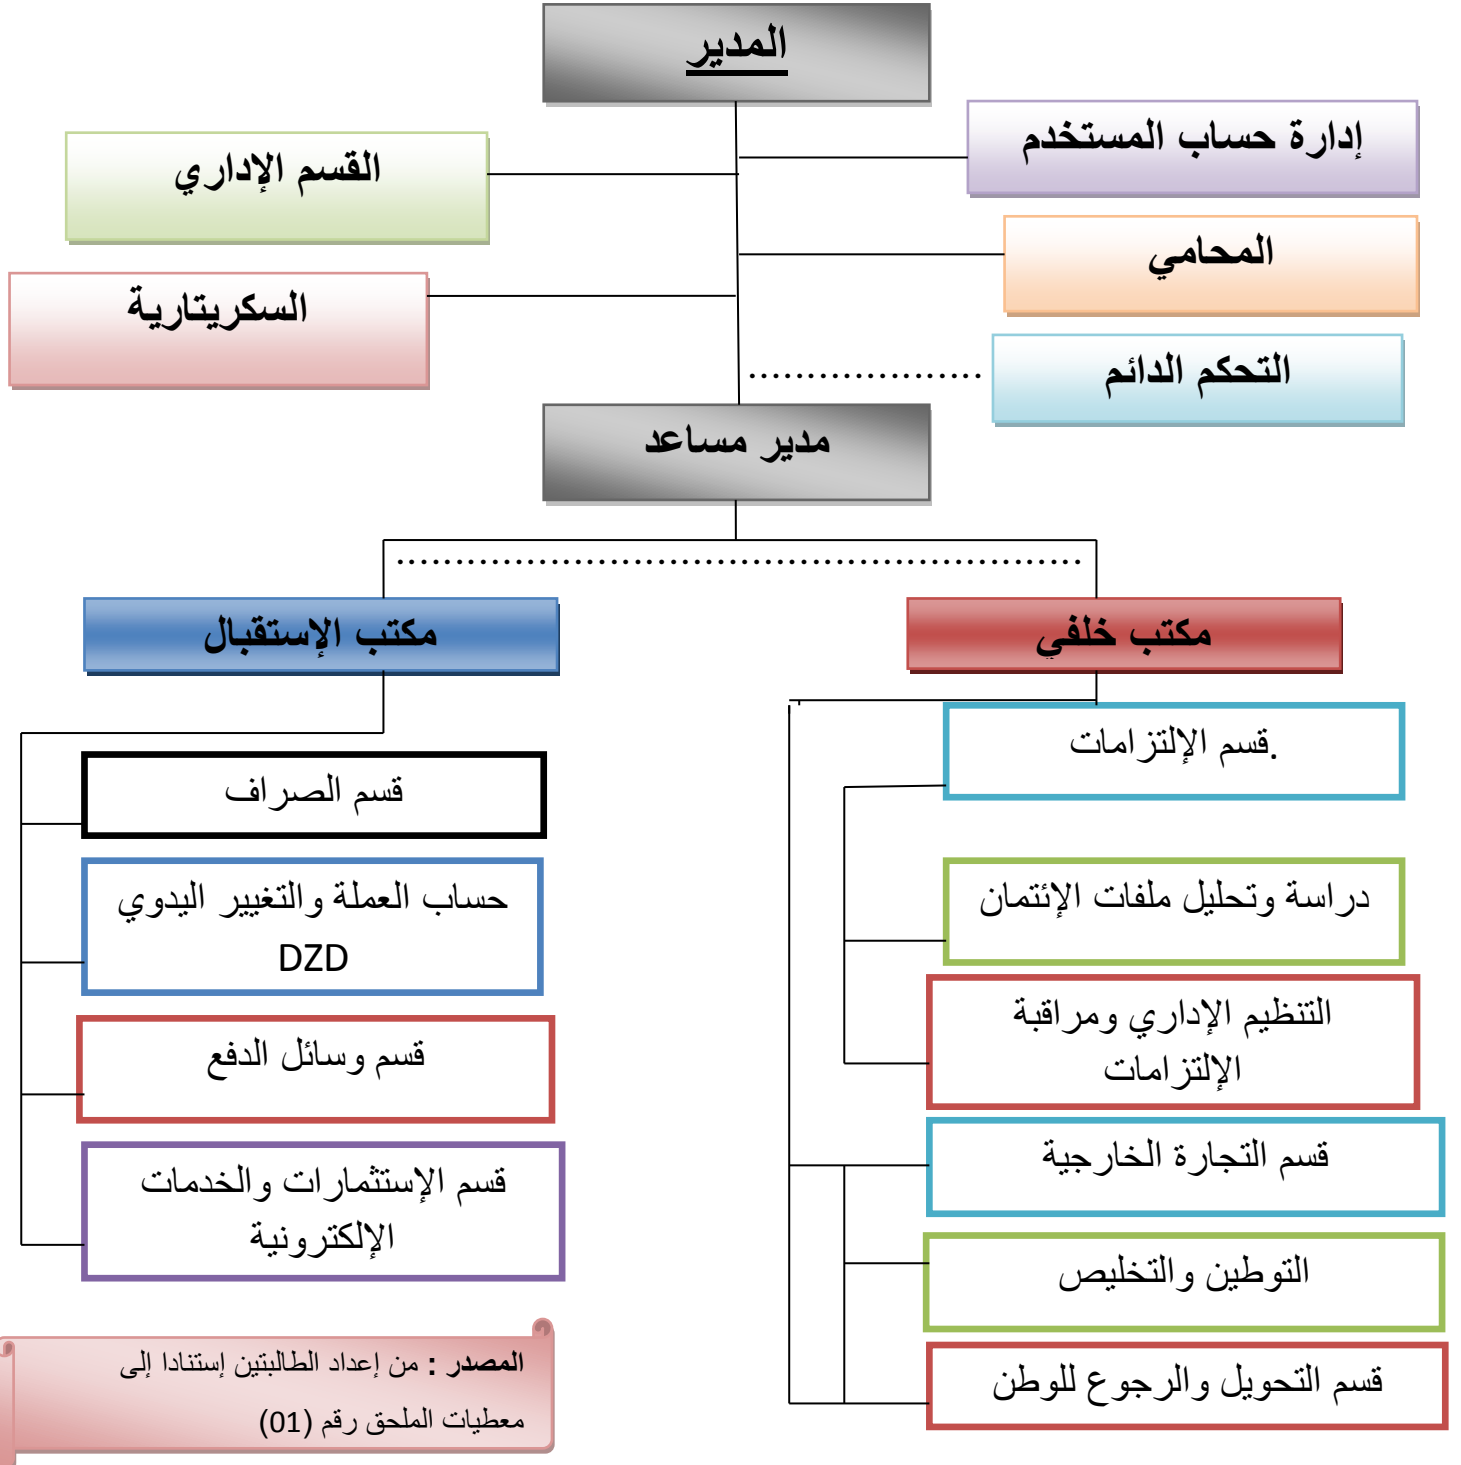 المدير
إدارة حساب المستخدم
القسم الإداري
المحامي
السكريتارية
التحكم الدائم
مدير مساعد
مكتب خلفي
مكتب الإستقبال
.قسم الإلتزامات
دراسة وتحليل ملفات الإئتمان
التنظيم الإداري ومراقبة
الإلتزامات
قسم التجارة الخارجية
التوطين والتخليص
قسم التحويل والرجوع للوطن
قسم الصراف
حساب العملة والتغيير اليدوي
DZD
قسم وسائل الدفع
قسم الإستثمارات والخدمات
الإلكترونية
المصدر : من إعداد الطالبتين إستنادا إلى
معطيات الملحق رقم (01)